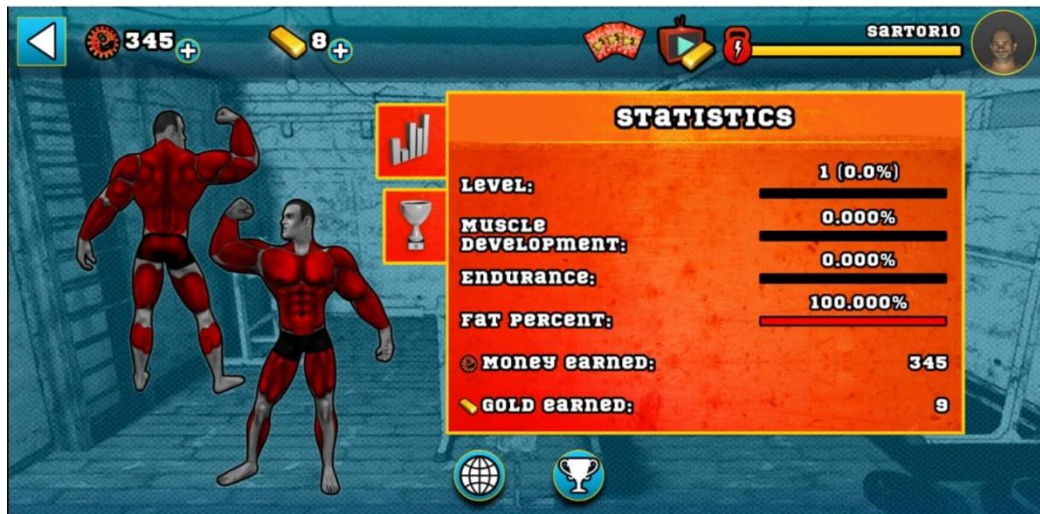 345
8
SARTOR10
STATISTICS
LEVEL: 1 (0.0%)
MUSCLE
DEVELOPMENT: 0.000%
ENDURANCE: 0.000%
FAT PERCENT: 100.000%
MONEY EARNED: 345
GOLD EARNED: 9